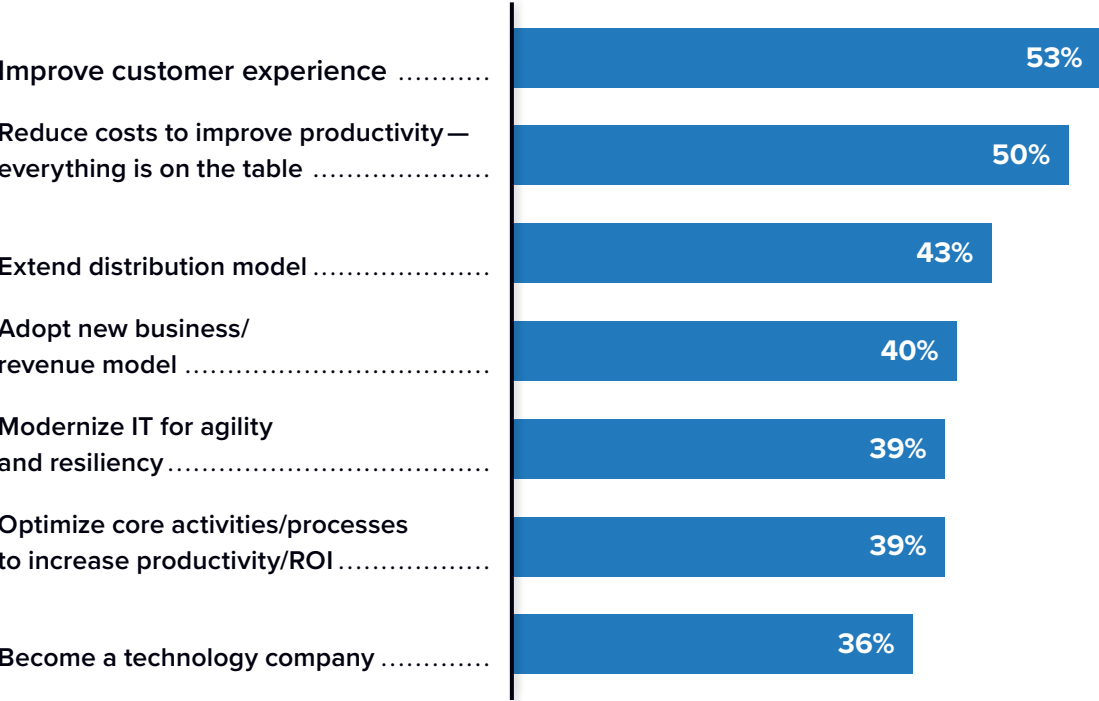 Improve customer experience ........... 53%
Reduce costs to improve productivity—
everything is on the table ..................... 50%
Extend distribution model ..................... 43%
Adopt new business/
revenue model .................................... 40%
Modernize IT for agility
and resiliency ...................................... 39%
Optimize core activities/processes
to increase productivity/ROI .................. 39%
Become a technology company ............. 36%